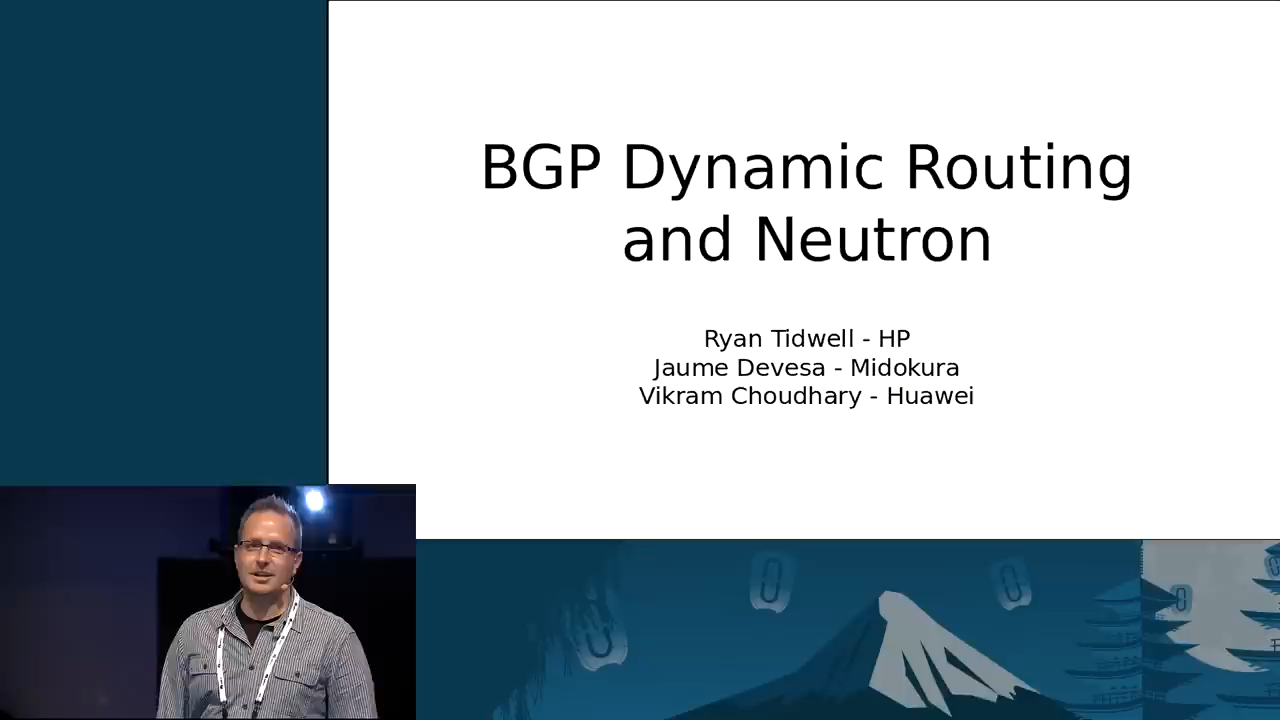 BGP Dynamic Routing
and Neutron
Ryan Tidwell - HP
Jaume Devesa - Midokura
Vikram Choudhary - Huawei